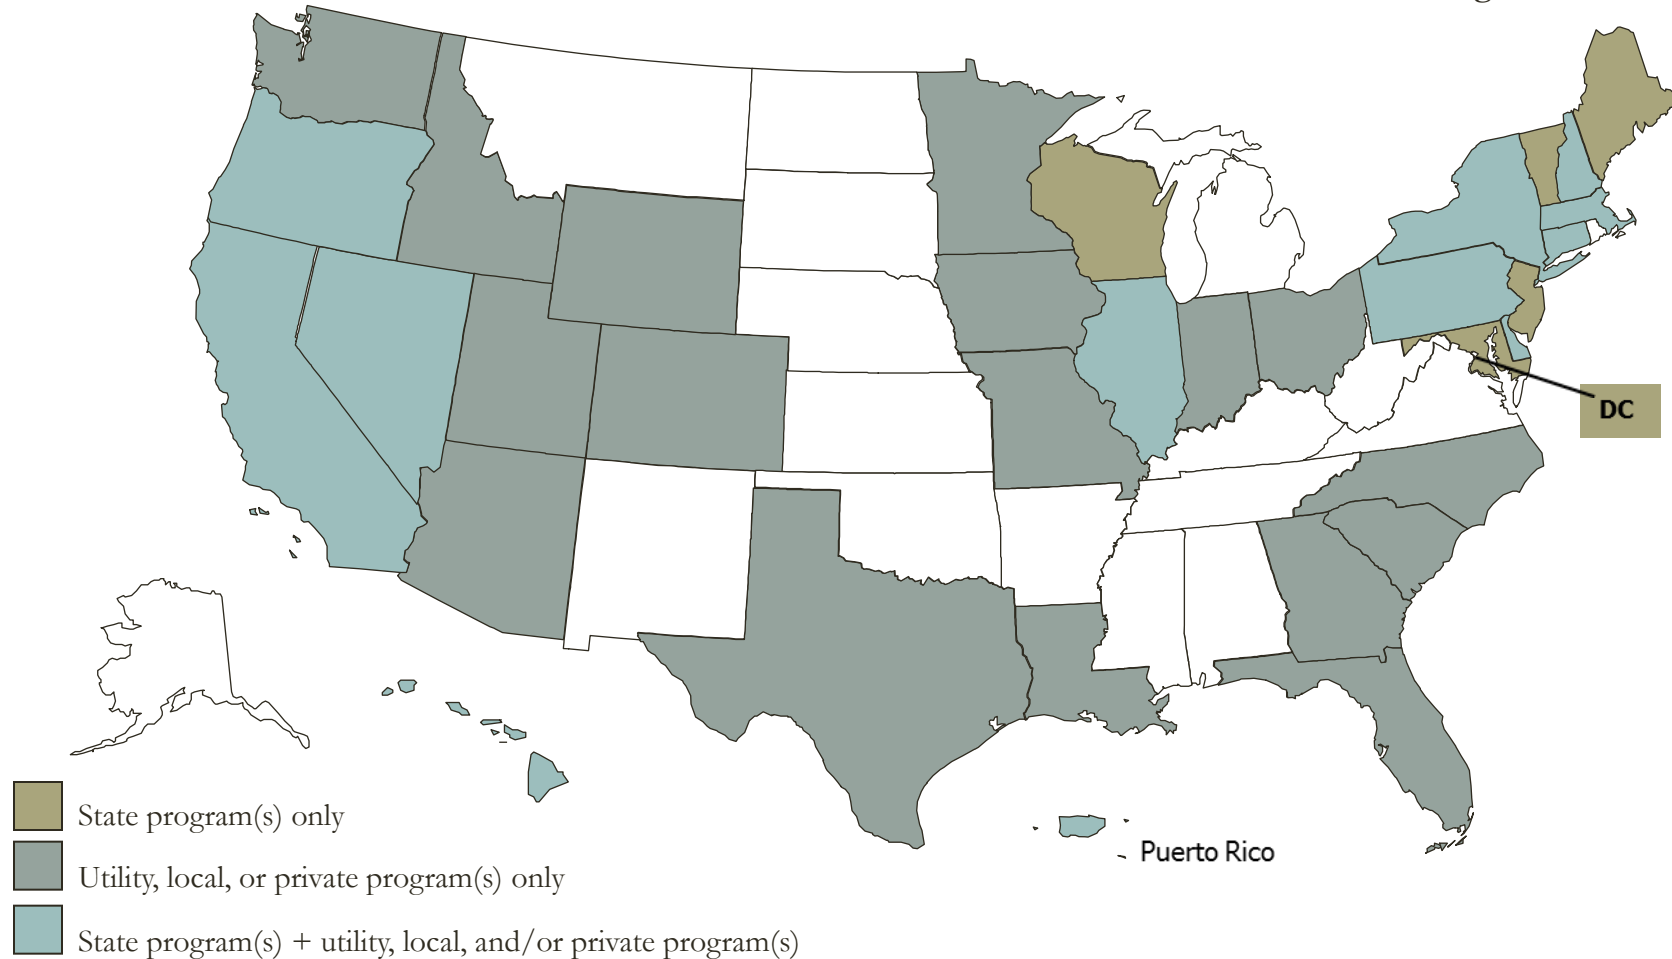 DC
Puerto Rico
State program(s) only
Utility, local, or private program(s) only
State program(s) + utility, local, and/or private program(s)